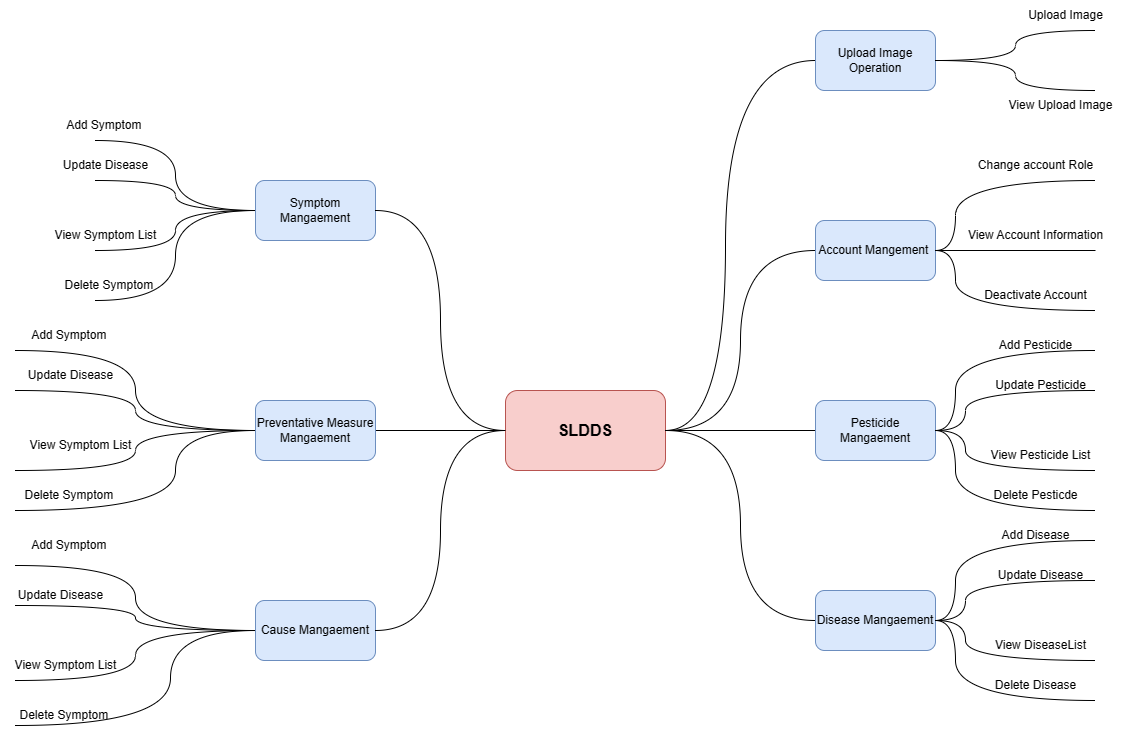 Upload Image
Upload Image
Operation
View Upload Image
Add Symptom
Update Disease
Symptom
Mangaement
View Symptom List
Delete Symptom
Change account Role
View Account Information
Account Mangement
Deactivate Account
Add Symptom
Update Disease
Preventative Measure
Mangaement
View Symptom List
Delete Symptom
SLDDS
Add Pesticide
Update Pesticide
Pesticide
Mangaement
View Pesticide List
Delete Pesticde
Add Symptom
Update Disease
Cause Mangaement
View Symptom List
Delete Symptom
Add Disease
Update Disease
Disease Mangaement
View DiseaseList
Delete Disease